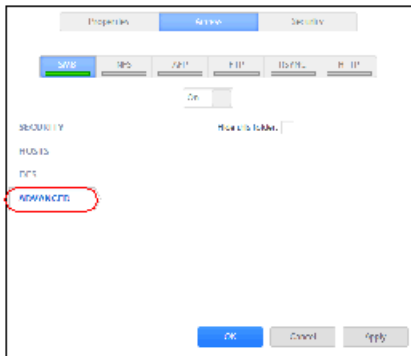 Properties Access Security
SMB NFS AFP FTP RSYNC HTTP
On
SECURITY Hide this folder:
HOSTS
DFS
ADVANCED
OK Cancel Apply